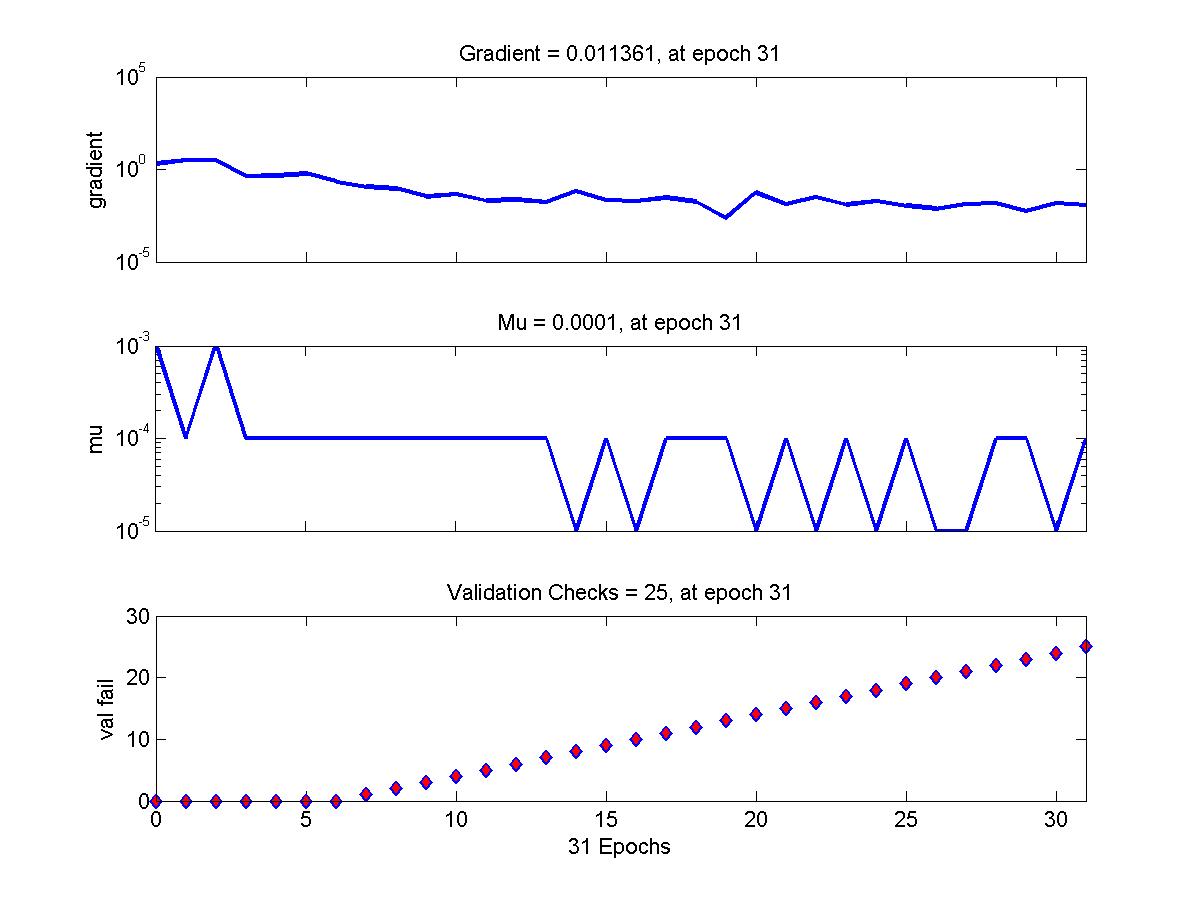 Gradient = 0.011361, at epoch 31
10^5
10^0
10^-5
gradient
Mu = 0.0001, at epoch 31
10^-3
10^-4
10^-5
mu
Validation Checks = 25, at epoch 31
30
20
10
0
val fail
0 5 10 15 20 25 30
31 Epochs